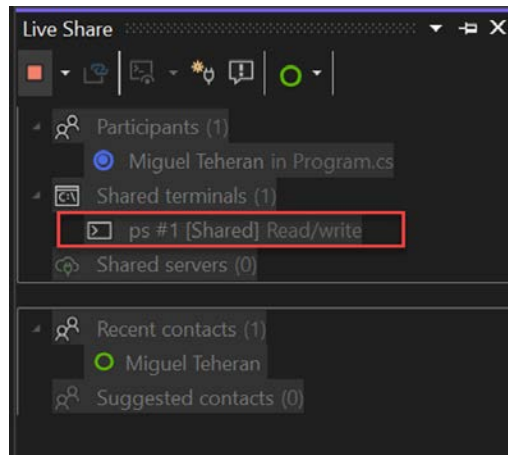 Live Share
Participants (1)
Miguel Teheran in Program.cs
Shared terminals (1)
ps #1 [Shared] Read/write
Shared servers (0)
Recent contacts (1)
Miguel Teheran
Suggested contacts (0)